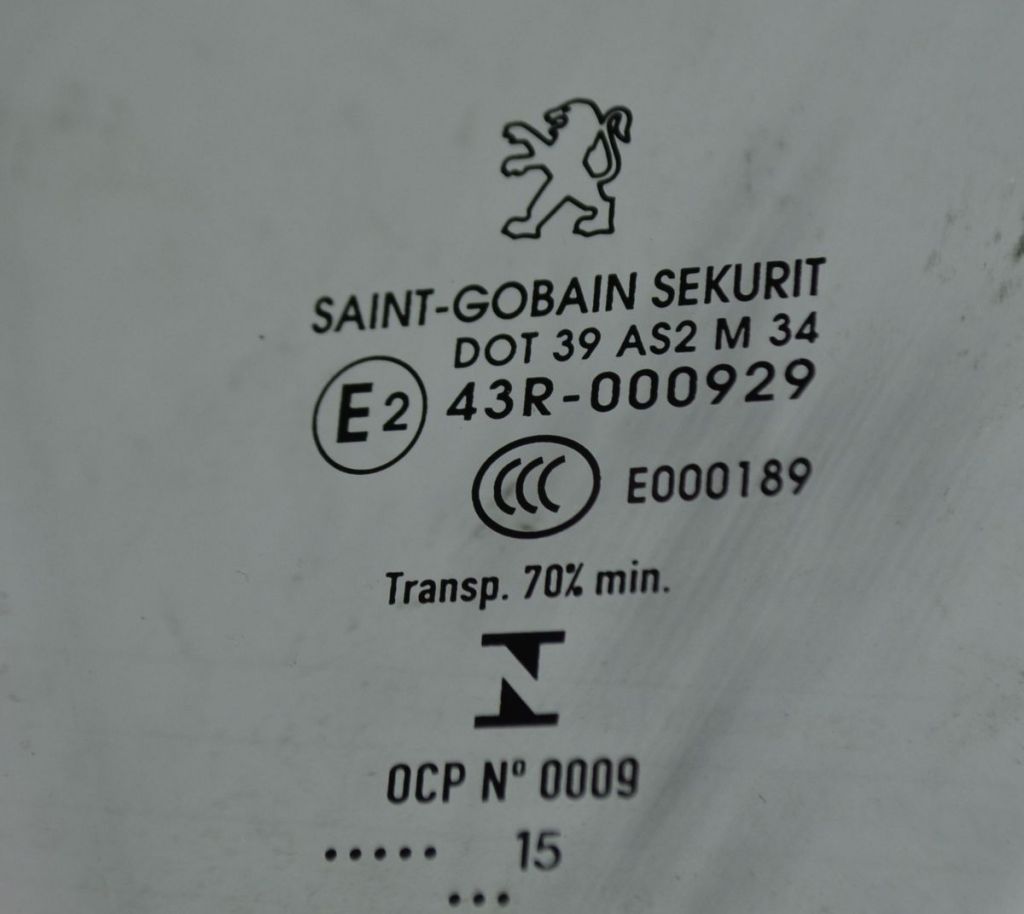 SAINT-GOBAIN SEKURIT
DOT 39 AS2 M 34
E2 43R-000929
CCC E000189
Transp. 70% min.
OCP Nº 0009
..... 15
...